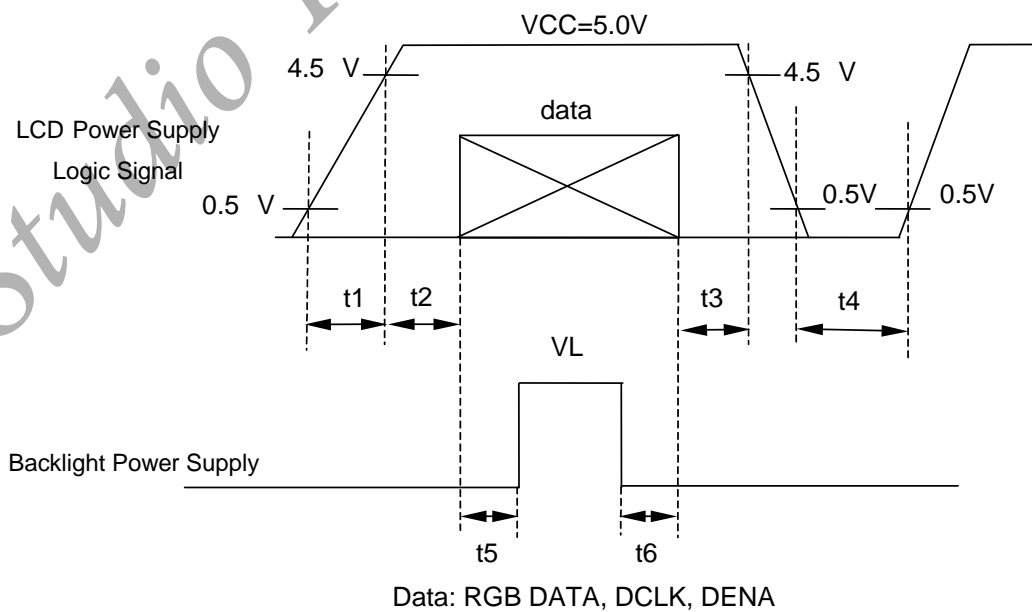 VCC=5.0V
4.5 V
4.5 V
data
LCD Power Supply
Logic Signal
0.5 V
0.5V
0.5V
t1
t2
t3
t4
VL
Backlight Power Supply
t5
t6
Data: RGB DATA, DCLK, DENA
Studio